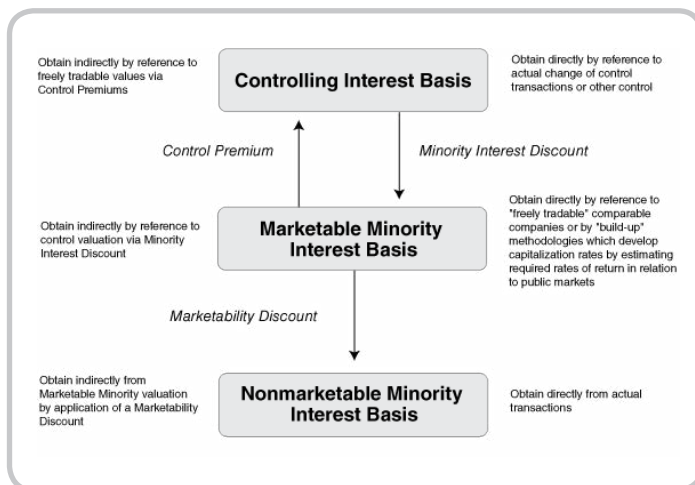 Obtain indirectly by reference to
freely tradable values via
Control Premiums
Controlling Interest Basis
Obtain directly by reference to
actual change of control
transactions or other control
Control Premium
Minority Interest Discount
Obtain indirectly by reference to
control valuation via Minority
Interest Discount
Marketable Minority
Interest Basis
Obtain directly by reference to
"freely tradable" comparable
companies or by "build-up"
methodologies which develop
capitalization rates by estimating
required rates of return in relation
to public markets
Marketability Discount
Obtain indirectly from
Marketable Minority valuation
by application of a Marketability
Discount
Nonmarketable Minority
Interest Basis
Obtain directly from actual
transactions